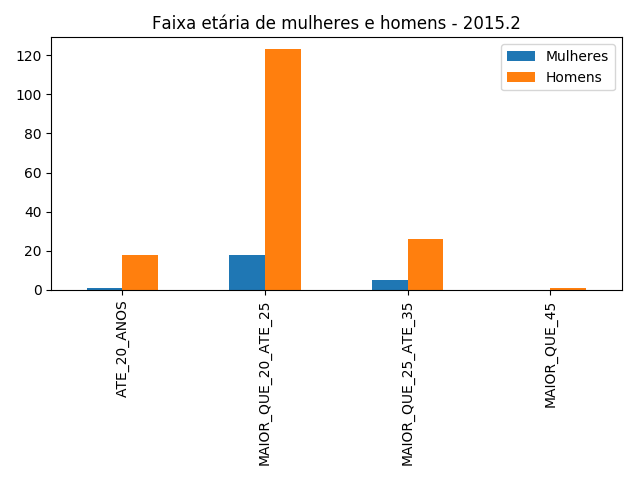 Faixa etária de mulheres e homens - 2015.2
Mulheres
Homens
120
100
80
60
40
20
0
ATE_20_ANOS
MAIOR_QUE_20_ATE_25
MAIOR_QUE_25_ATE_35
MAIOR_QUE_45